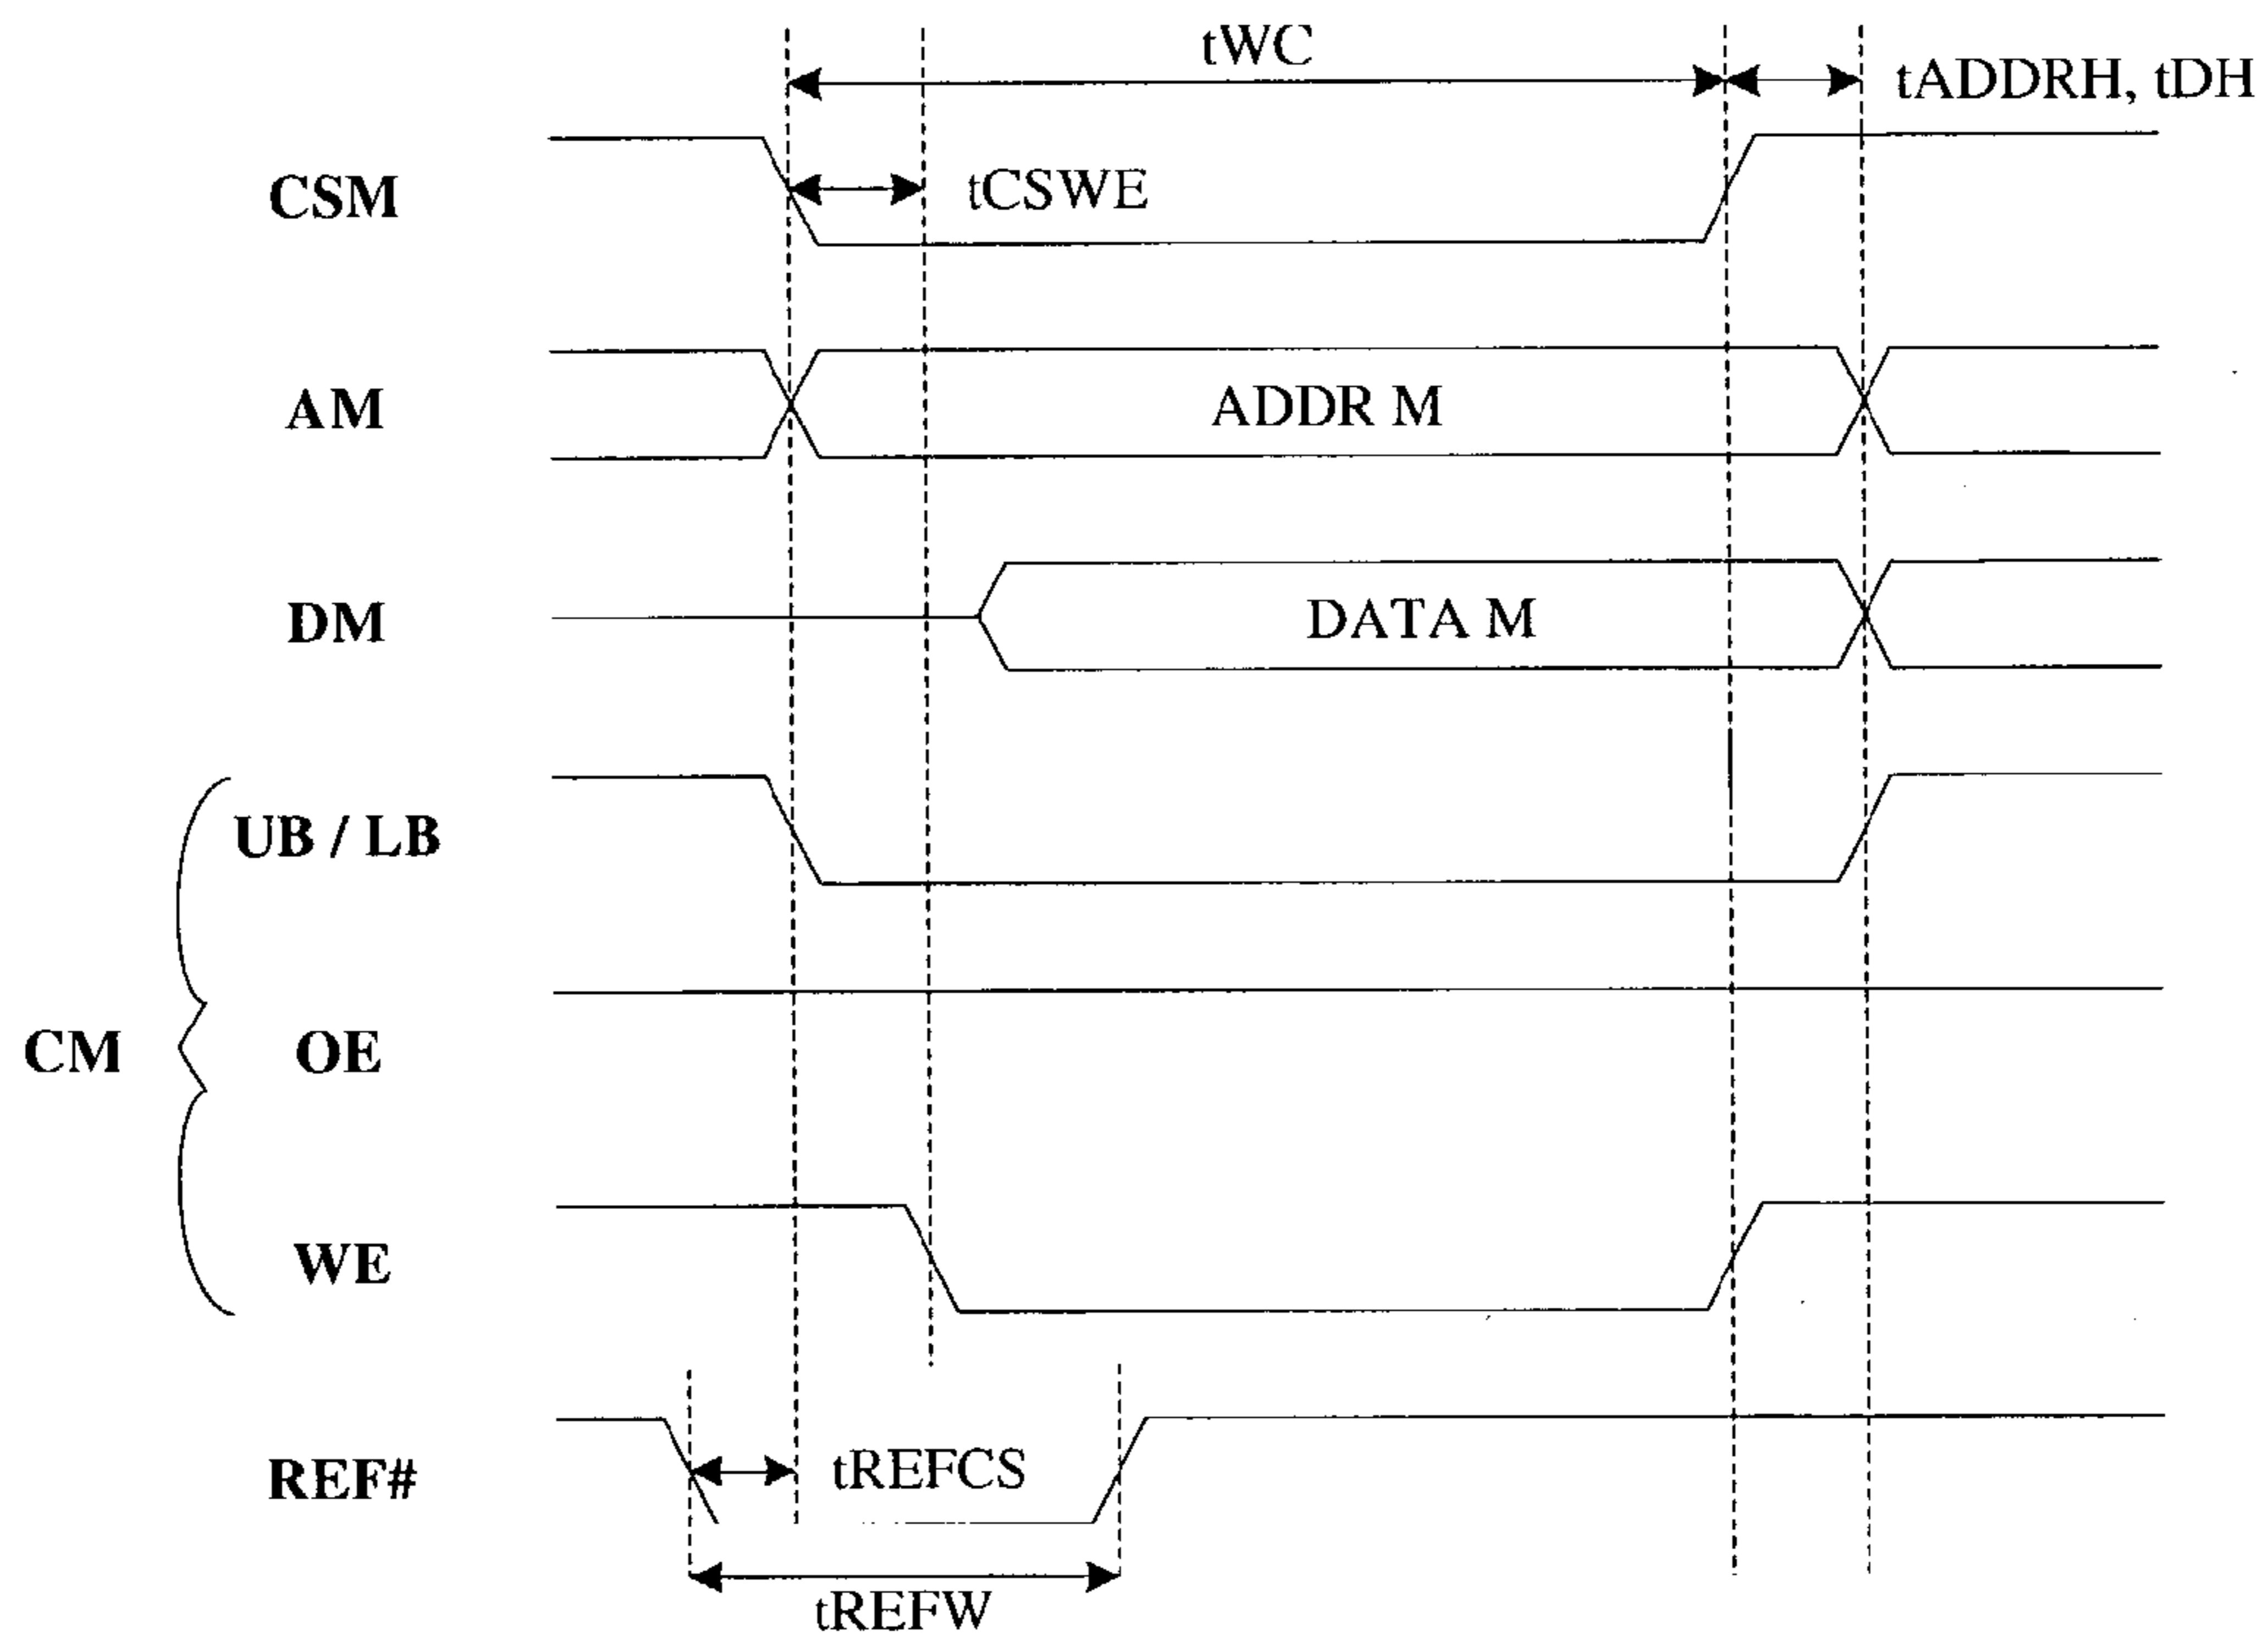 tWC
tADDRH, tDH
CSM
tCSWE
AM
ADDR M
DM
DATA M
UB / LB
CM
OE
WE
REF#
tREFCS
tREFW